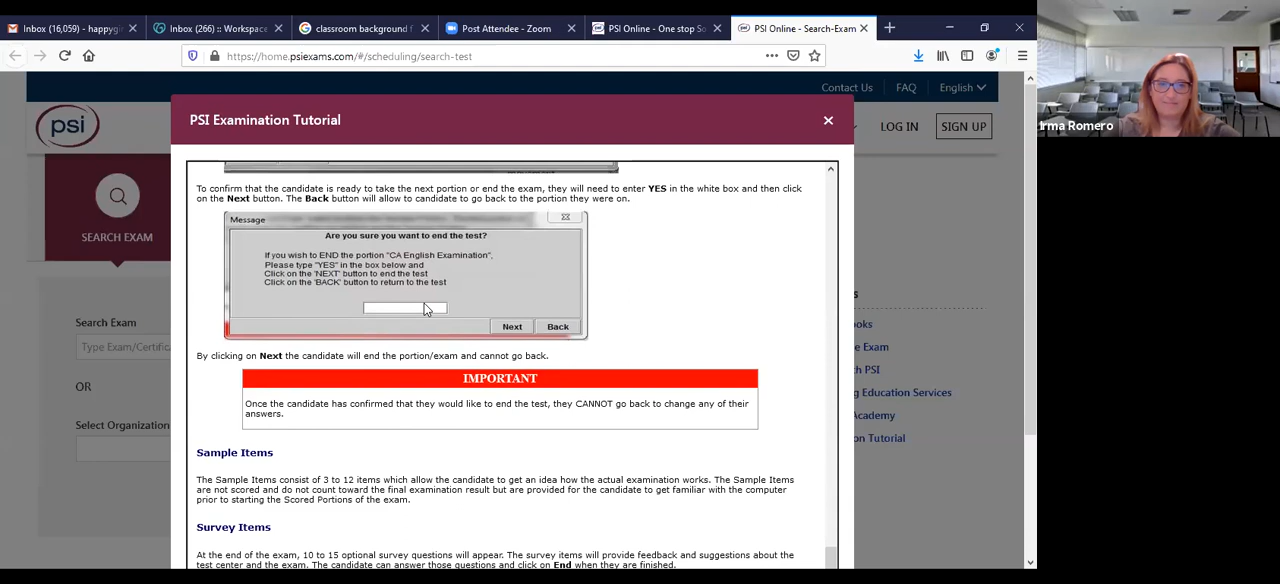 Inbox (16,059) — happygir
Inbox (266) :: Workspace
classroom background f
Post Attendee - Zoom
PSI Online - One stop So
PSI Online - Search-Exam
https://home.psiexams.com/#/scheduling/search-test
Contact Us
FAQ
English
psi
LOG IN
SIGN UP
Irma Romero
PSI Examination Tutorial
SEARCH EXAM
Search Exam
Type Exam/Certific
OR
Select Organization
To confirm that the candidate is ready to take the next portion or end the exam, they will need to enter YES in the white box and then click
on the Next button. The Back button will allow to candidate to go back to the portion they were on.
Message
Are you sure you want to end the test?
If you wish to END the portion "CA English Examination",
Please type "YES" in the box below and
Click on the 'NEXT' button to end the test
Click on the 'BACK' button to return to the test
Next
Back
By clicking on Next the candidate will end the portion/exam and cannot go back.
IMPORTANT
Once the candidate has confirmed that they would like to end the test, they CANNOT go back to change any of their
answers.
Sample Items
The Sample Items consist of 3 to 12 items which allow the candidate to get an idea how the actual examination works. The Sample Items
are not scored and do not count toward the final examination result but are provided for the candidate to get familiar with the computer
prior to starting the Scored Portions of the exam.
Survey Items
At the end of the exam, 10 to 15 optional survey questions will appear. The survey items will provide feedback and suggestions about the
test center and the exam. The candidate can answer those questions and click on End when they are finished.
s
ooks
e Exam
ch PSI
g Education Services
Academy
on Tutorial